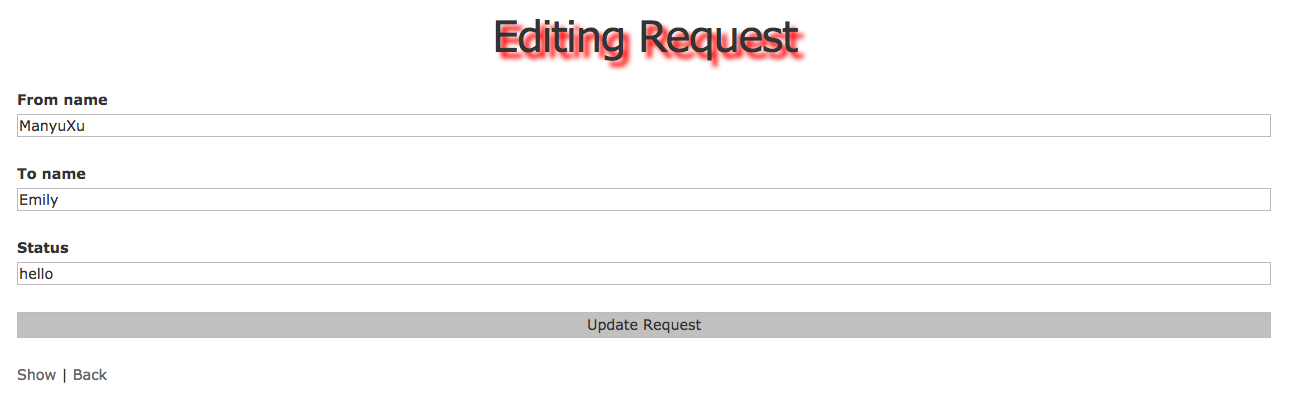 Editing Request
From name
ManyuXu
To name
Emily
Status
hello
Update Request
Show | Back